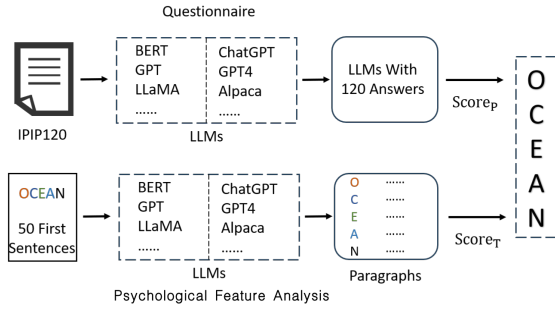 Questionnaire
BERT
GPT
LLaMA
......
ChatGPT
GPT4
Alpaca
......
LLMs With
120 Answers
Score_P
IPIP120
LLMs
O
C
E
A
N
OCEAN
50 First
Sentences
BERT
GPT
LLaMA
......
ChatGPT
GPT4
Alpaca
......
O ......
C ......
E ......
A ......
N ......
Score_T
LLMs
Paragraphs
Psychological Feature Analysis